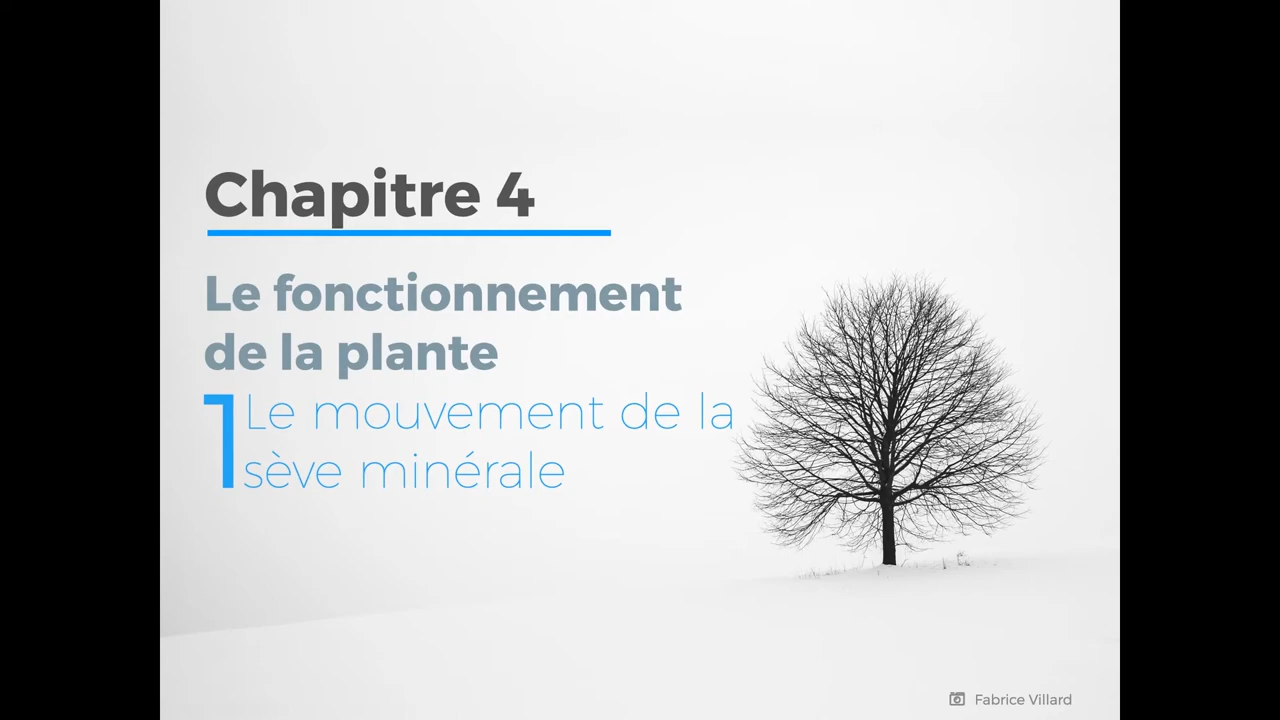 Chapitre 4
Le fonctionnement
de la plante
1 Le mouvement de la
sève minérale
Fabrice Villard